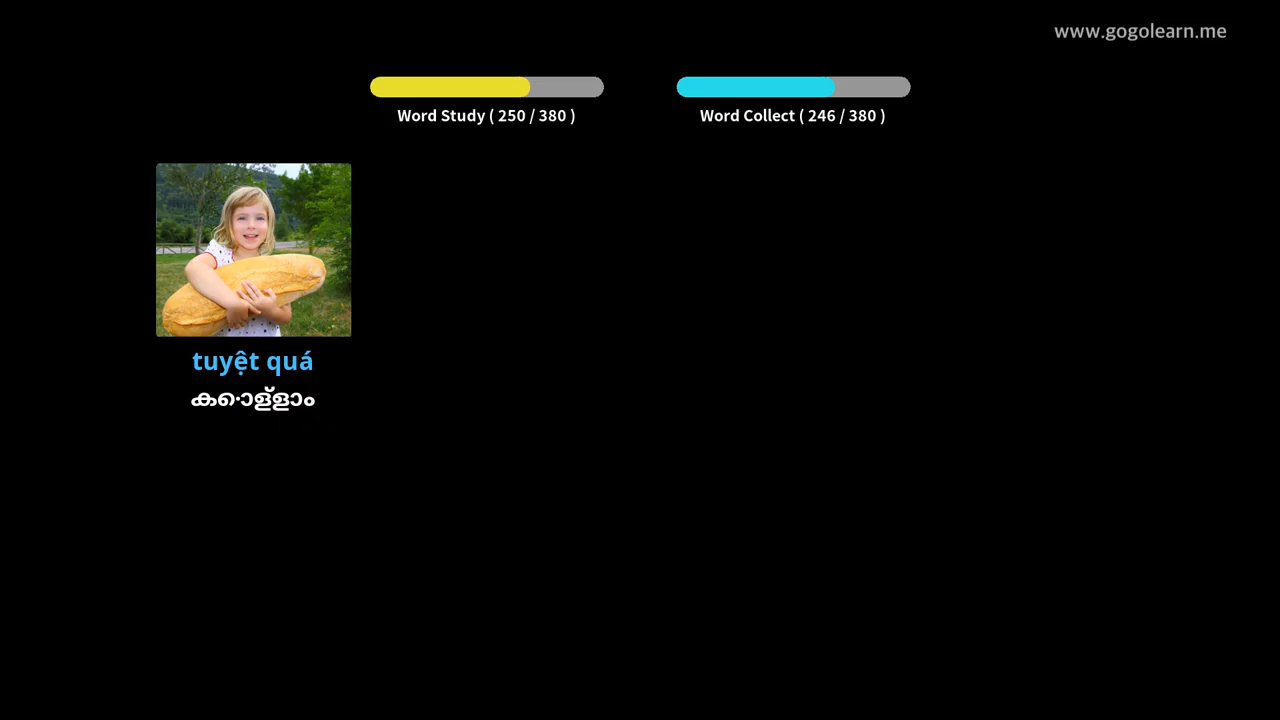 www.gogolearn.me
Word Study ( 250 / 380 )
Word Collect ( 246 / 380 )
tuyệt quá
കൊള്ളാം